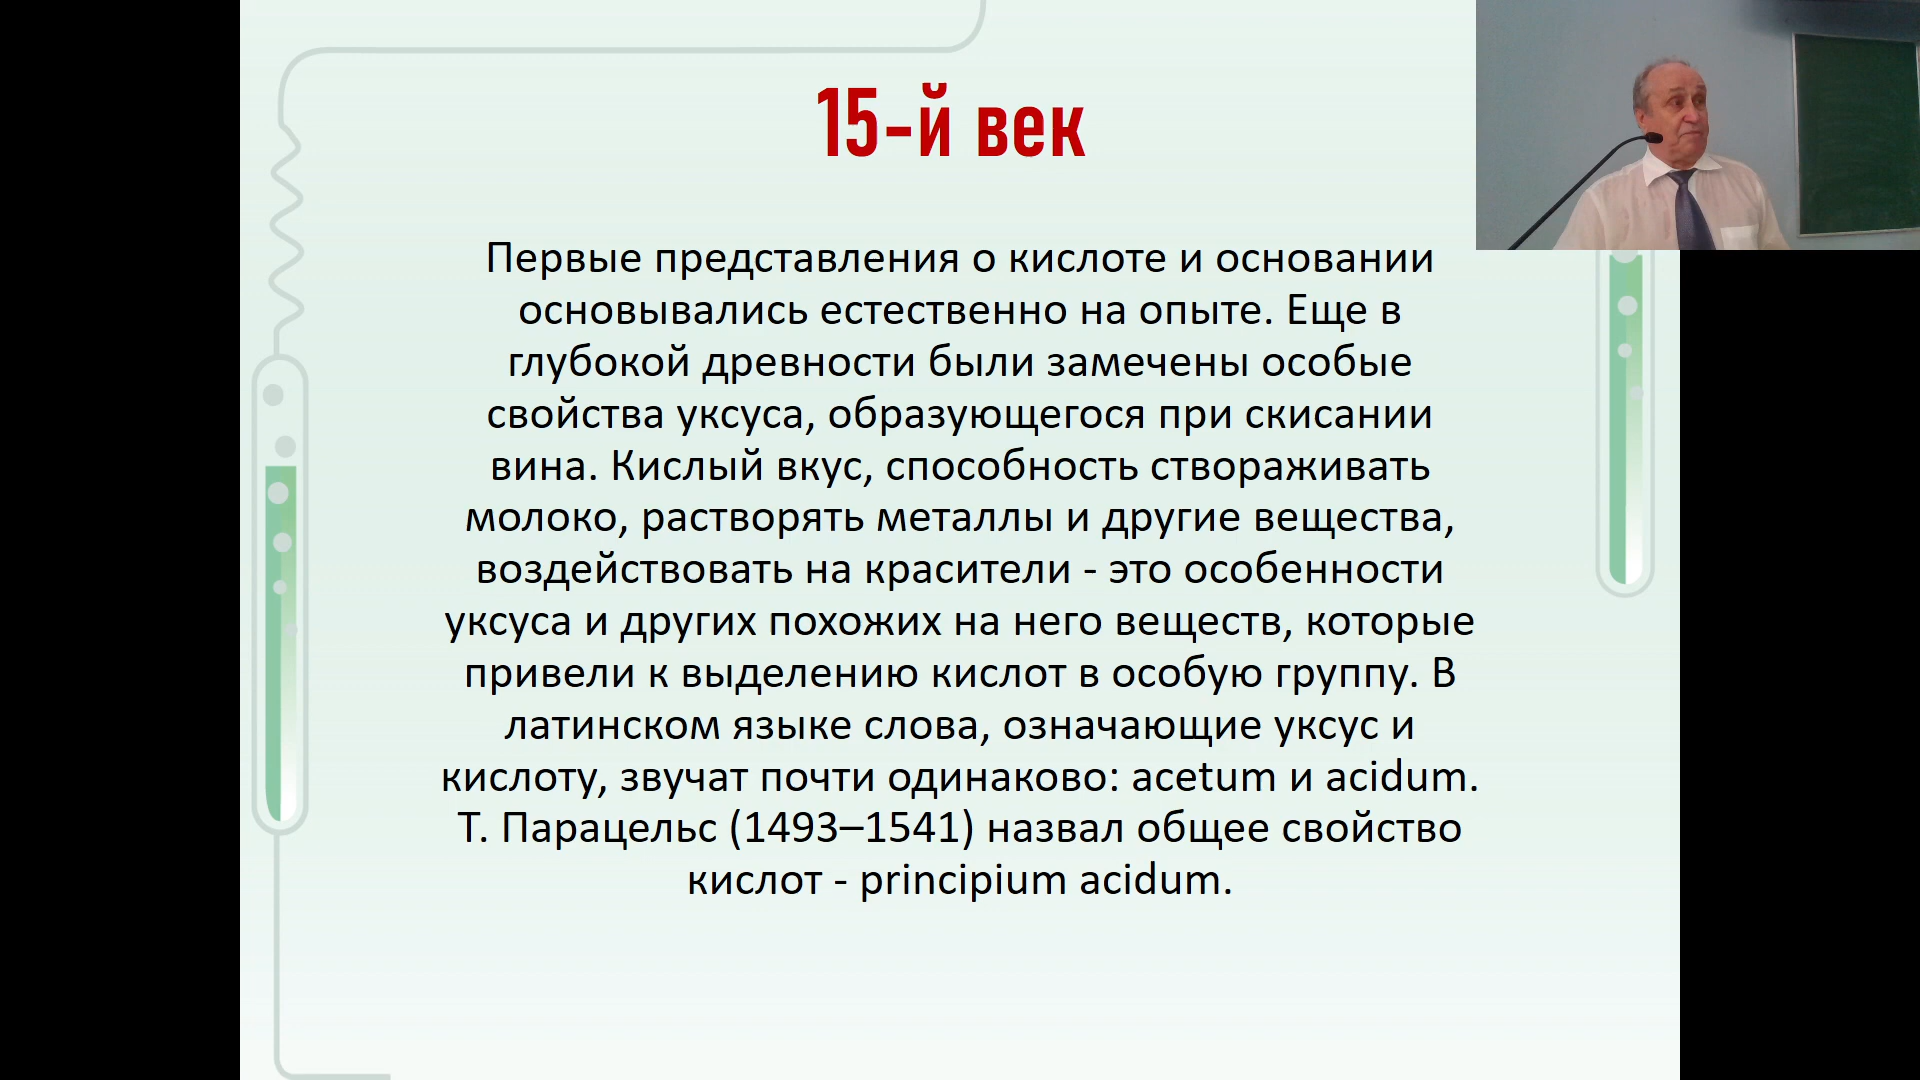 15-й век
Первые представления о кислоте и основании
основывались естественно на опыте. Еще в
глубокой древности были замечены особые
свойства уксуса, образующегося при скисании
вина. Кислый вкус, способность створаживать
молоко, растворять металлы и другие вещества,
воздействовать на красители - это особенности
уксуса и других похожих на него веществ, которые
привели к выделению кислот в особую группу. В
латинском языке слова, означающие уксус и
кислоту, звучат почти одинаково: acetum и acidum.
Т. Парацельс (1493–1541) назвал общее свойство
кислот - principium acidum.